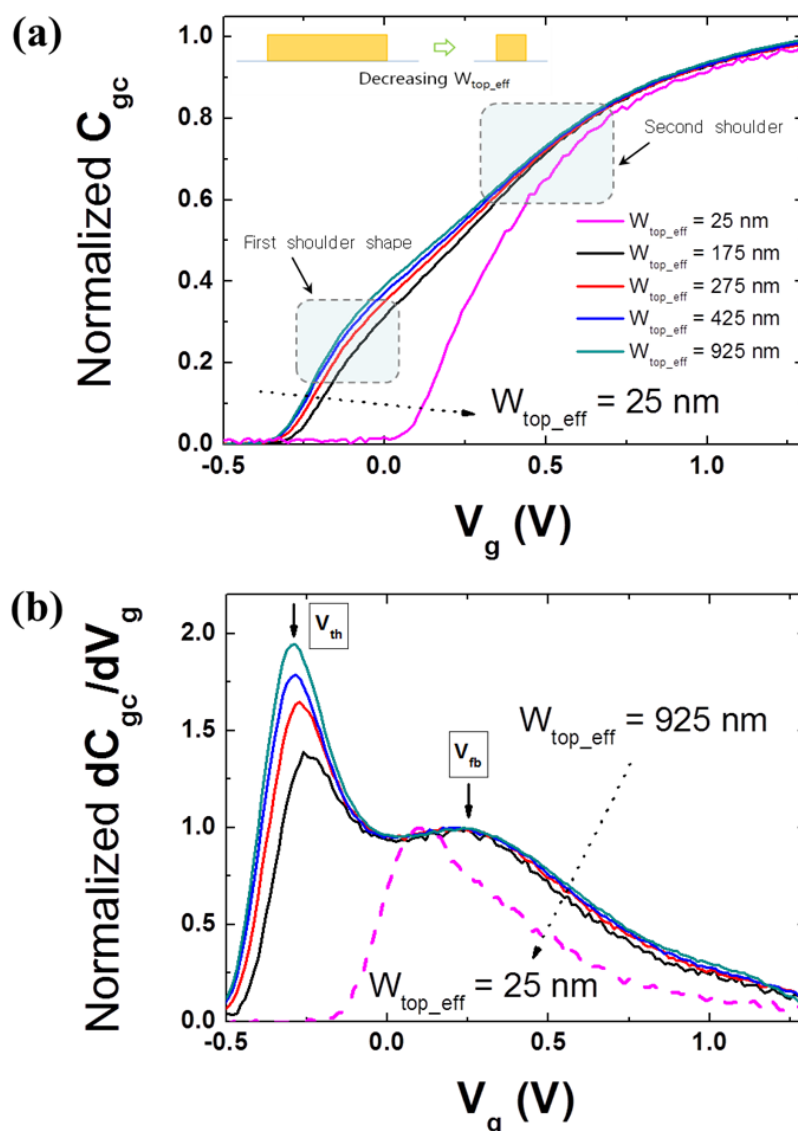 (a)
Normalized C_gc
1.0
0.8
0.6
0.4
0.2
0.0
Decreasing W_top_eff
Second shoulder
First shoulder shape
W_top_eff = 25 nm
W_top_eff = 175 nm
W_top_eff = 275 nm
W_top_eff = 425 nm
W_top_eff = 925 nm
W_top_eff = 25 nm
-0.5 0.0 0.5 1.0
V_g (V)
(b)
Normalized dC_gc/dV_g
2.0
1.5
1.0
0.5
0.0
V_th
V_fb
W_top_eff = 925 nm
W_top_eff = 25 nm
-0.5 0.0 0.5 1.0
V_g (V)